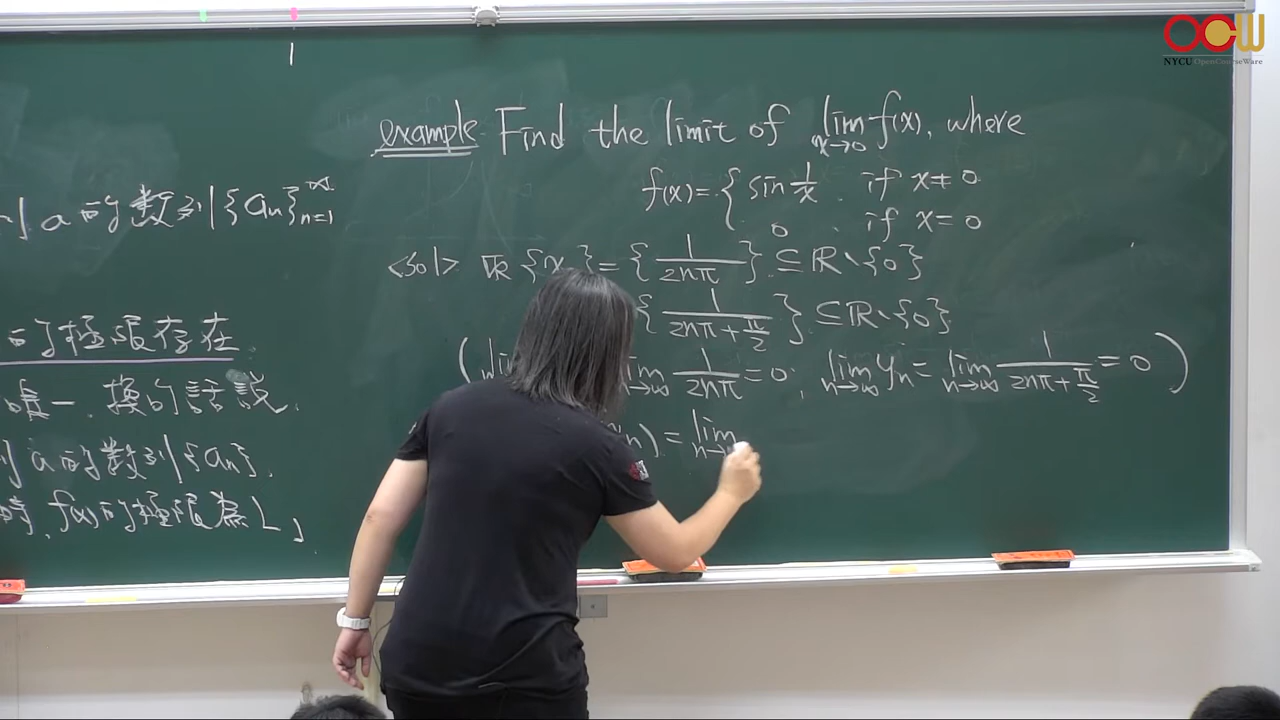 OCW
NYCU OpenCourseWare
example Find the limit of lim x→0 f(x), where
f(x)= { sin 1/x if x≠0
0 , if x=0
<sol> 取 {x }={ 1/2nπ } ⊆ℝ\{0}
{ 1/(2nπ+π/2) } ⊆ℝ\{0}
( lim 1/2nπ =0, lim n→∞ yn= lim n→∞ 1/(2nπ+π/2) =0 )
n)= lim n→
a 的數列{an}∞n=1
的極限存在
唯一. 換句話說,
a 的數列{an},
時, f(x)的極限為L」